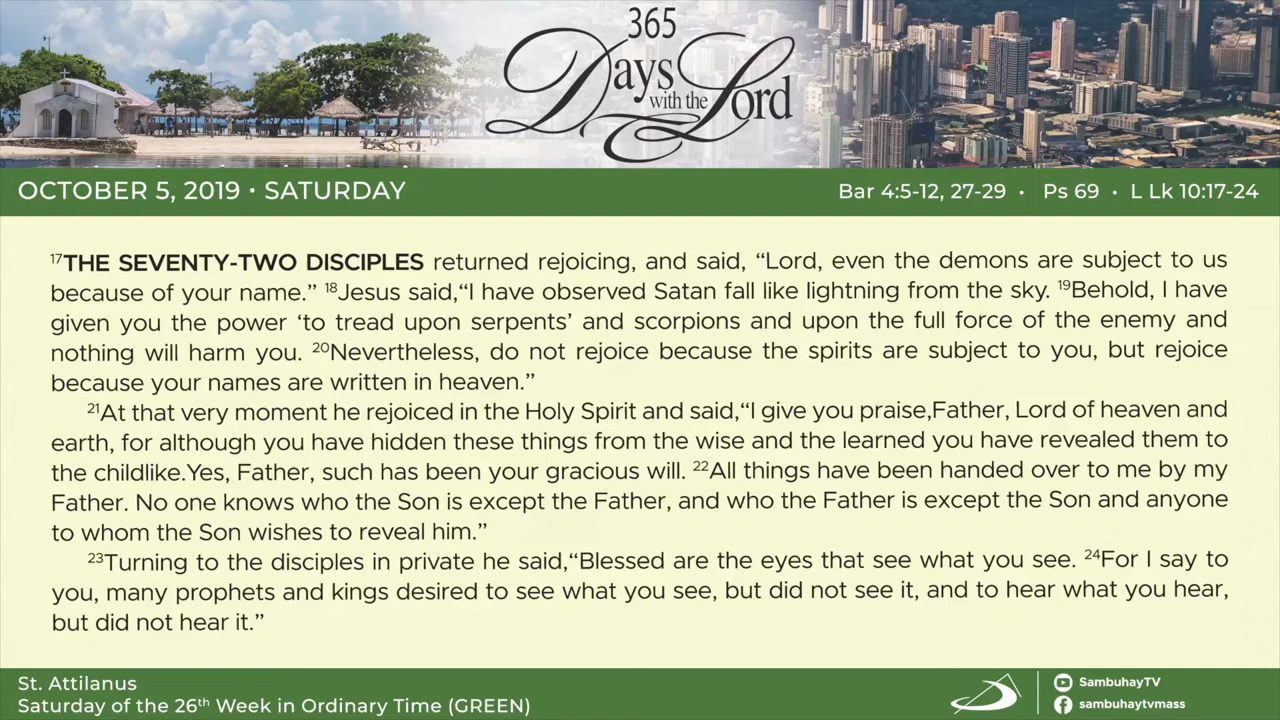 365
Days
with the Lord
OCTOBER 5, 2019 • SATURDAY
Bar 4:5-12, 27-29 • Ps 69 • L Lk 10:17-24
17THE SEVENTY-TWO DISCIPLES returned rejoicing, and said, “Lord, even the demons are subject to us
because of your name.” 18Jesus said,“I have observed Satan fall like lightning from the sky. 19Behold, I have
given you the power ‘to tread upon serpents’ and scorpions and upon the full force of the enemy and
nothing will harm you. 20Nevertheless, do not rejoice because the spirits are subject to you, but rejoice
because your names are written in heaven.”
21At that very moment he rejoiced in the Holy Spirit and said,“I give you praise,Father, Lord of heaven and
earth, for although you have hidden these things from the wise and the learned you have revealed them to
the childlike.Yes, Father, such has been your gracious will. 22All things have been handed over to me by my
Father. No one knows who the Son is except the Father, and who the Father is except the Son and anyone
to whom the Son wishes to reveal him.”
23Turning to the disciples in private he said,“Blessed are the eyes that see what you see. 24For I say to
you, many prophets and kings desired to see what you see, but did not see it, and to hear what you hear,
but did not hear it.”
St. Attilanus
Saturday of the 26th Week in Ordinary Time (GREEN)
SambuhayTV
sambuhaytvmass